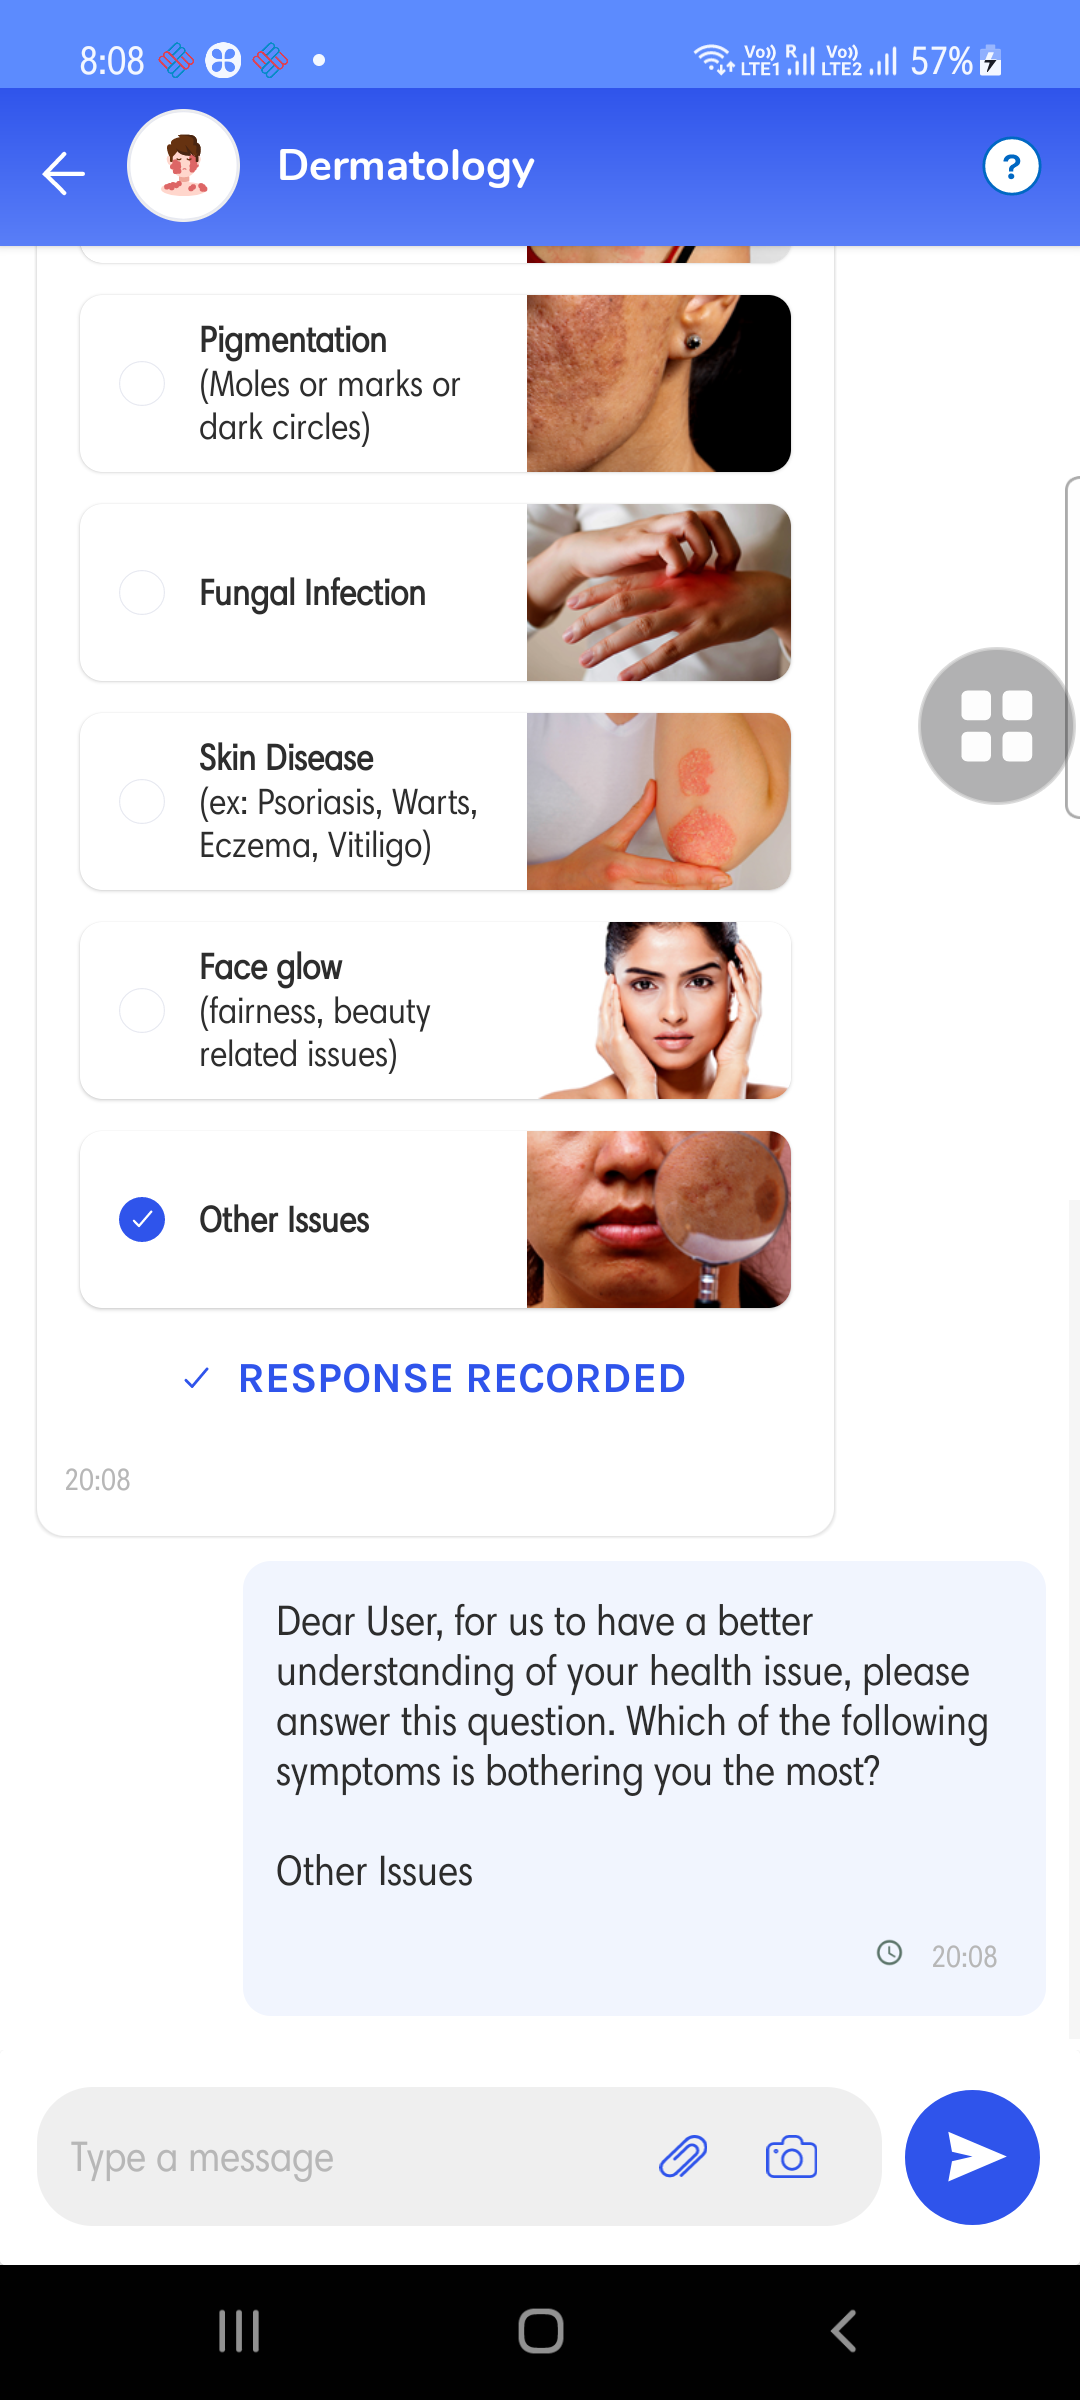 8:08
Vo)) R Vo))
LTE1 LTE2 57%
Dermatology
?
Pigmentation
(Moles or marks or
dark circles)
Fungal Infection
Skin Disease
(ex: Psoriasis, Warts,
Eczema, Vitiligo)
Face glow
(fairness, beauty
related issues)
Other Issues
RESPONSE RECORDED
20:08
Dear User, for us to have a better
understanding of your health issue, please
answer this question. Which of the following
symptoms is bothering you the most?
Other Issues
20:08
Type a message